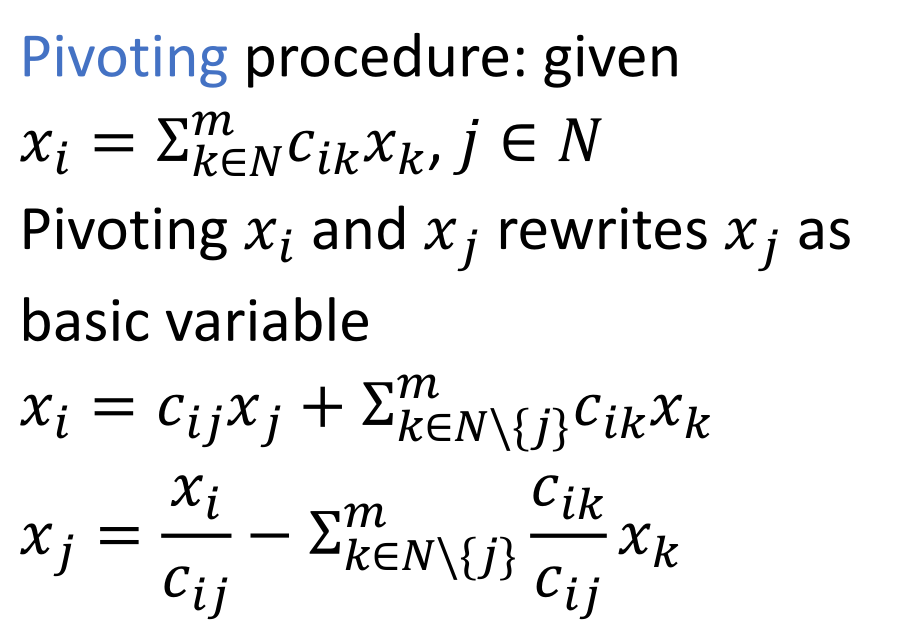 Pivoting procedure: given
$x_i = \Sigma_{k \in N}^{m} c_{ik} x_k, j \in N$
Pivoting $x_i$ and $x_j$ rewrites $x_j$ as
basic variable
$x_i = c_{ij} x_j + \Sigma_{k \in N \setminus \{j\}}^{m} c_{ik} x_k$
$x_j = \frac{x_i}{c_{ij}} - \Sigma_{k \in N \setminus \{j\}}^{m} \frac{c_{ik}}{c_{ij}} x_k$